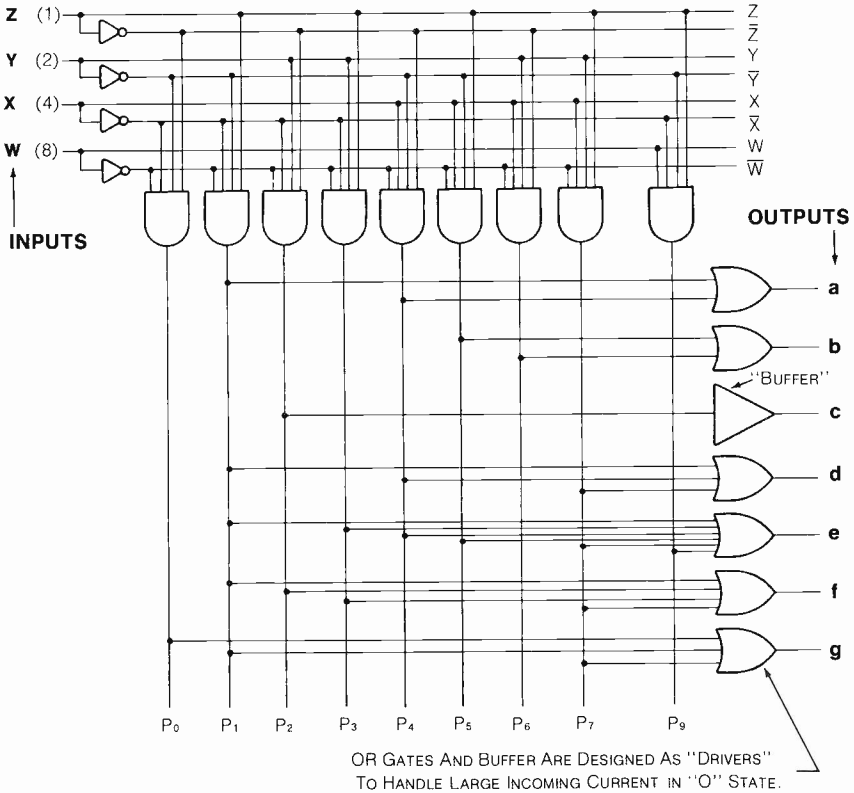 Z (1) Z
Z̅
Y (2) Y
Y̅
X (4) X
X̅
W (8) W
W̅
INPUTS
OUTPUTS
a
b
"BUFFER"
c
d
e
f
g
P₀ P₁ P₂ P₃ P₄ P₅ P₆ P₇ P₉
OR GATES AND BUFFER ARE DESIGNED AS "DRIVERS"
TO HANDLE LARGE INCOMING CURRENT IN "O" STATE.